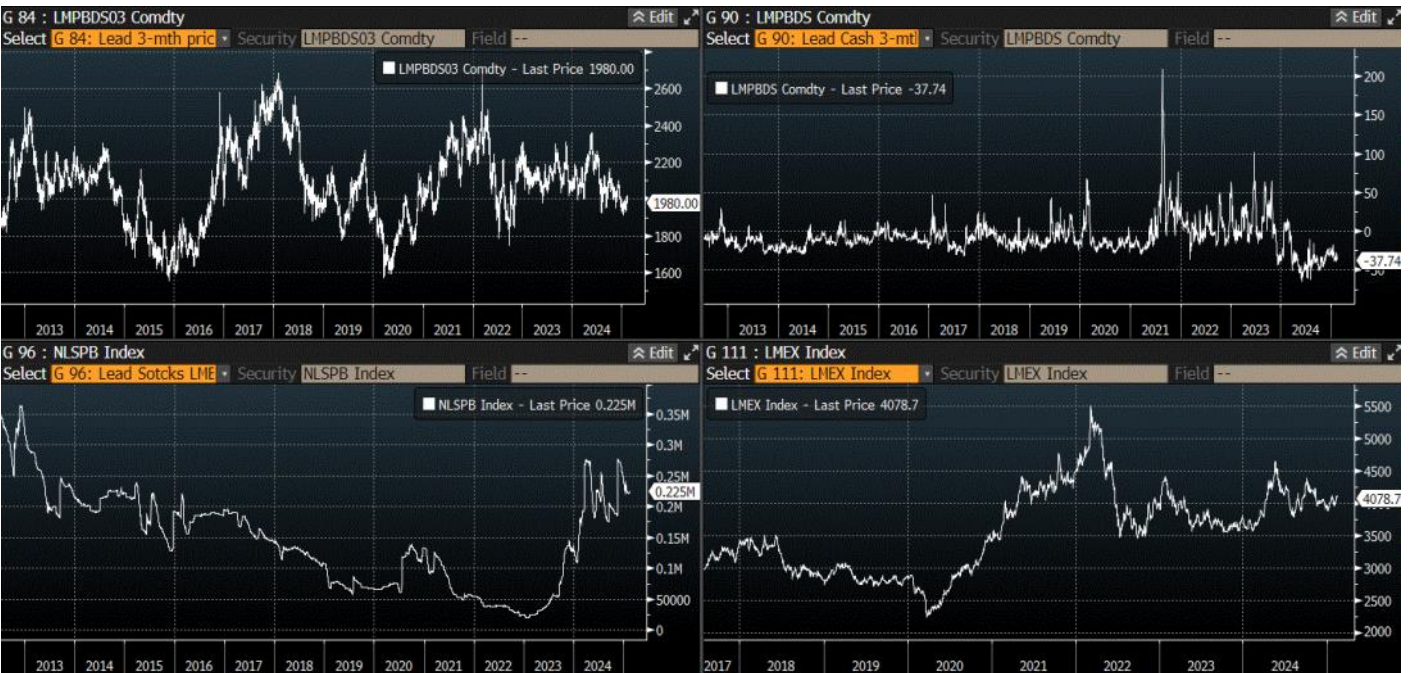 G 84 : LMPBDS03 Comdty
Edit
Select G 84: Lead 3-mth pric Security LMPBDS03 Comdty Field --
LMPBDS03 Comdty - Last Price 1980.00
2600
2400
2200
1980.00
1800
1600
2013 2014 2015 2016 2017 2018 2019 2020 2021 2022 2023 2024
G 90 : LMPBDS Comdty
Edit
Select G 90: Lead Cash 3-mtl Security LMPBDS Comdty Field --
LMPBDS Comdty - Last Price -37.74
200
150
100
50
0
-37.74
-50
2013 2014 2015 2016 2017 2018 2019 2020 2021 2022 2023 2024
G 96 : NLSPB Index
Edit
Select G 96: Lead Sotcks LME Security NLSPB Index Field --
NLSPB Index - Last Price 0.225M
0.35M
0.3M
0.25M
0.225M
0.2M
0.15M
0.1M
50000
0
2013 2014 2015 2016 2017 2018 2019 2020 2021 2022 2023 2024
G 111 : LMEX Index
Edit
Select G 111: LMEX Index Security LMEX Index Field --
LMEX Index - Last Price 4078.7
5500
5000
4500
4078.7
3500
3000
2500
2000
2017 2018 2019 2020 2021 2022 2023 2024